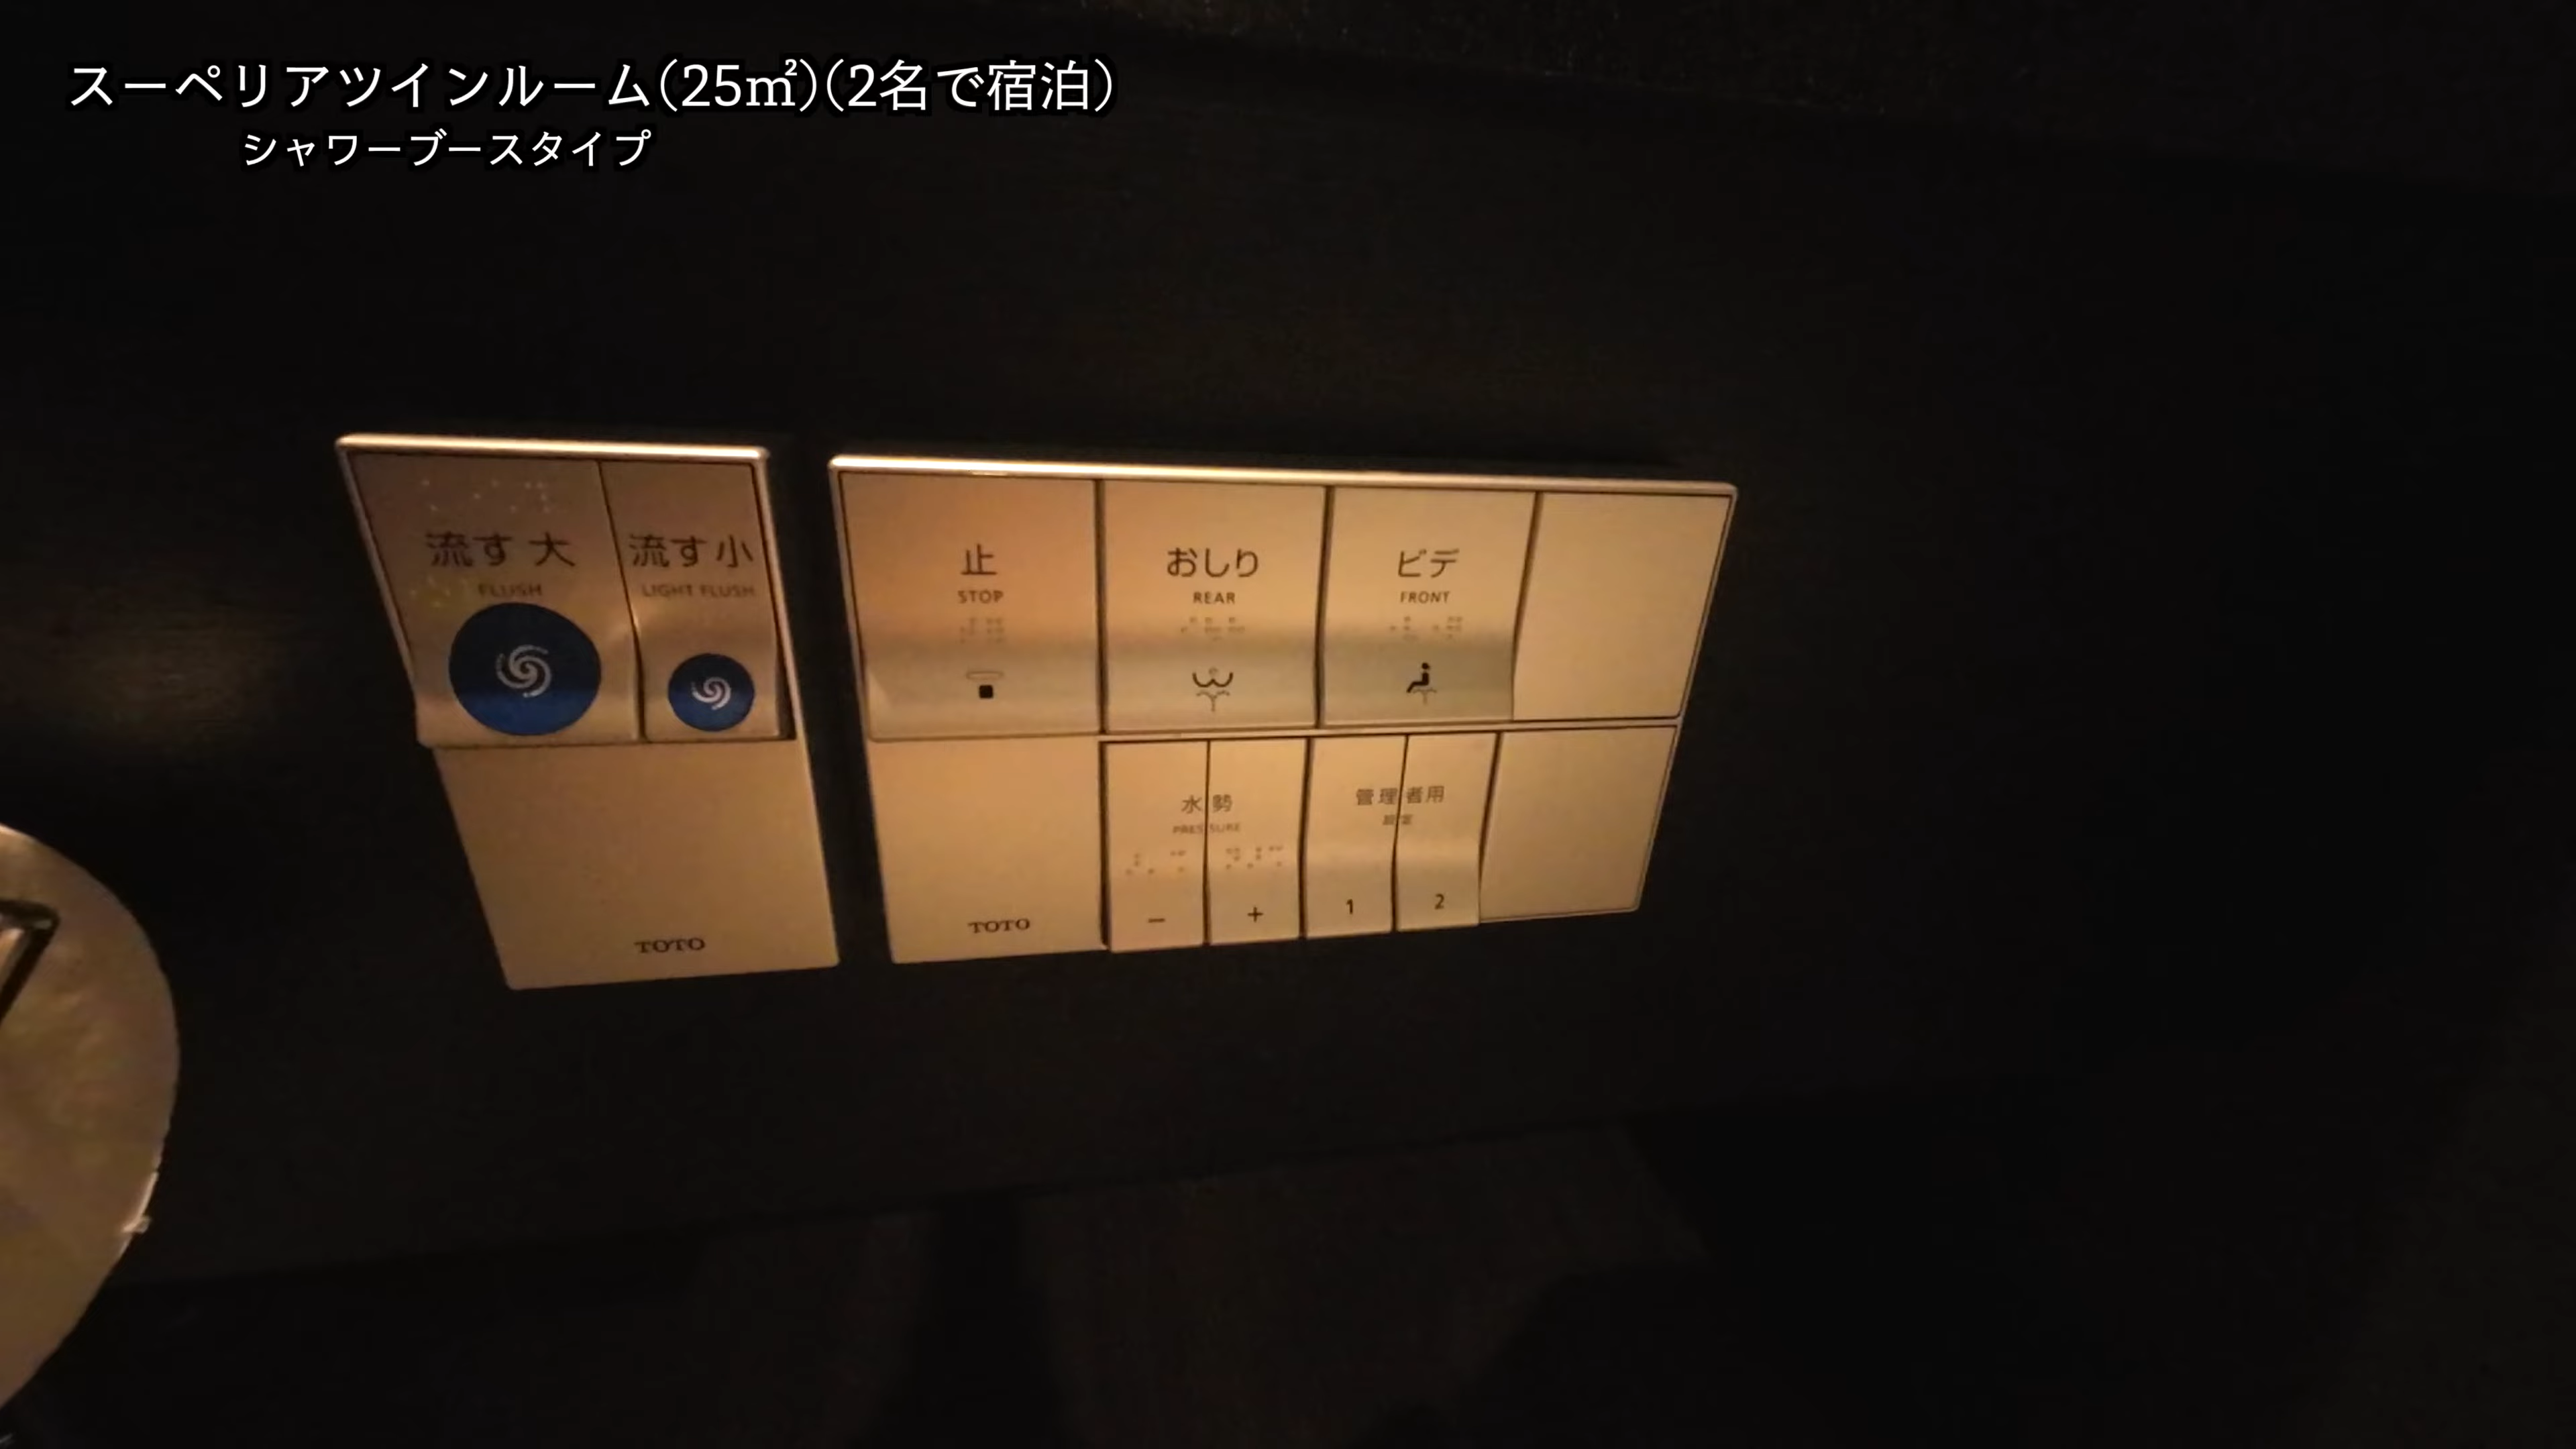 スーペリアツインルーム(25㎡)(2名で宿泊)
シャワーブースタイプ
流す 大
FLUSH
流す 小
LIGHT FLUSH
TOTO
止
STOP
おしり
REAR
ビデ
FRONT
TOTO
水勢
PRESSURE
− +
管理者用
設定
1 2